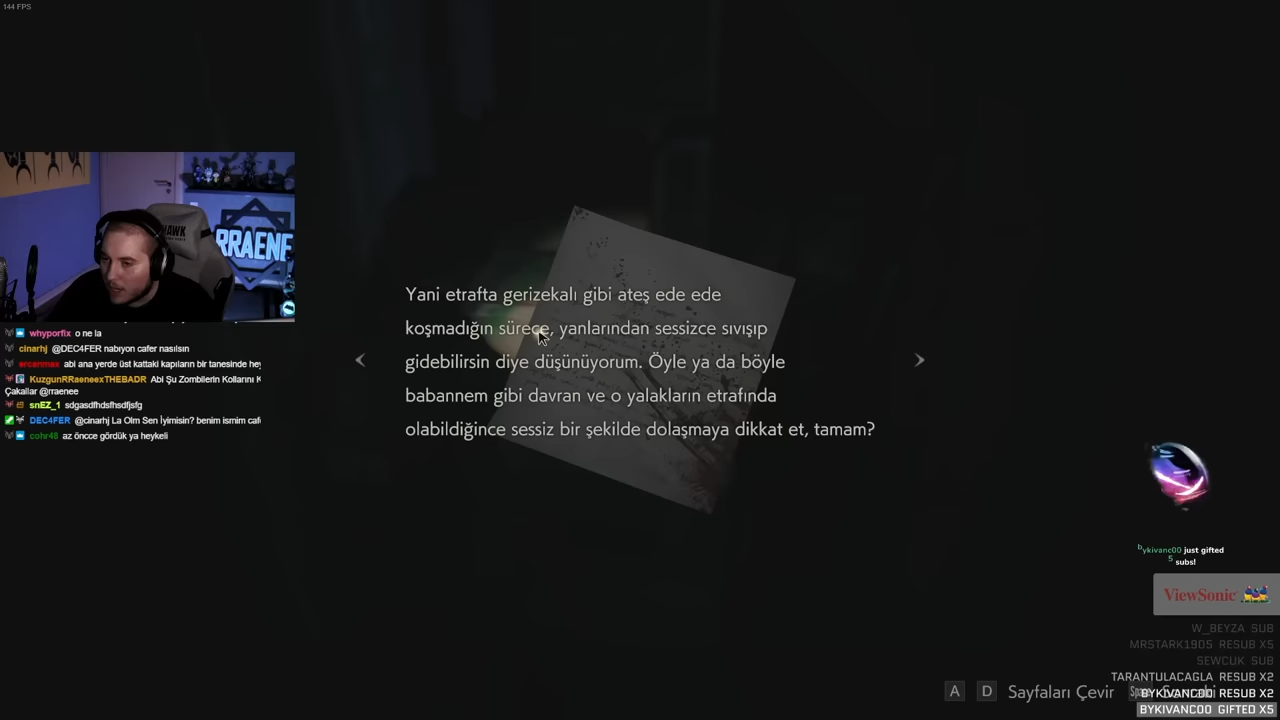 144 FPS
HAWK
RRAENE
whyporfix o ne la
cinarhj @DEC4FER nabıyon cafer nasılsın
ercanmax abi ana yerde üst kattaki kapıların bir tanesinde hey
KuzgunRRaeneexTHEBADR Abi Şu Zombilerin Kollarını K
Çakallar @rraenee
snEZ_1 sdgasdfhdsfhsdfjsfg
DEC4FER @cinarhj La Olm Sen İyimisin? benim ismim cafe
cohr48 az öncce gördük ya heykeli
Yani etrafta gerizekalı gibi ateş ede ede
koşmadığın sürece, yanlarından sessizce sıvışıp
gidebilirsin diye düşünüyorum. Öyle ya da böyle
babannem gibi davran ve o yalakların etrafında
olabildiğince sessiz bir şekilde dolaşmaya dikkat et, tamam?
bykivanc00 just gifted
5 subs!
ViewSonic
W_BEYZA SUB
MRSTARK1905 RESUB X5
SEWCUK SUB
TARANTULACAGLA RESUB X2
BYKIVANC00 RESUB X2
BYKIVANC00 GIFTED X5
A D Sayfaları Çevir